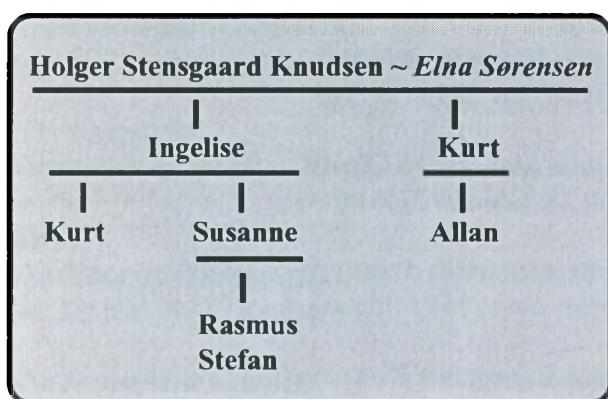 Holger Stensgaard Knudsen ~ Elna Sørensen
Ingelise Kurt
Kurt Susanne Allan
Rasmus
Stefan